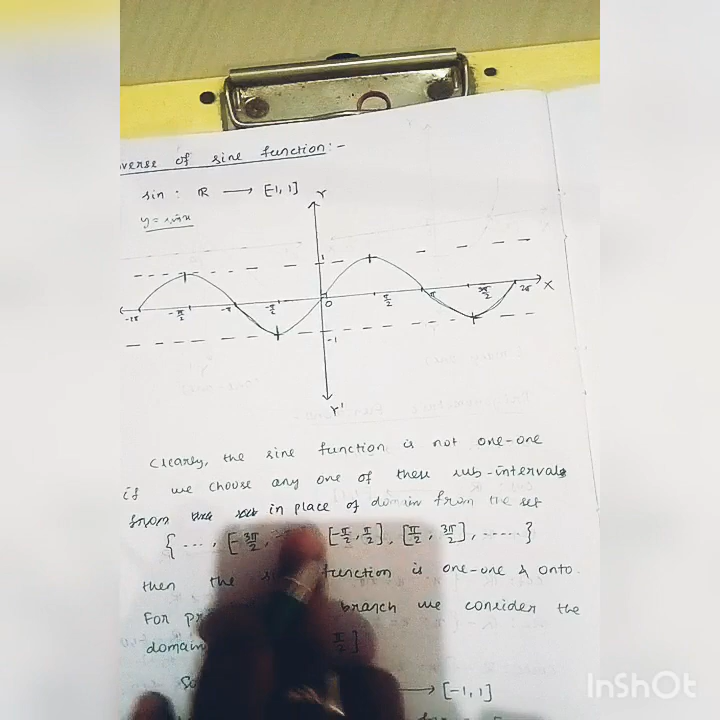 verse of sine function:-
sin : ℝ ⟶ [-1, 1]
y = sinx
Y
1
-2π -π -π/2 0 π/2 π 3π/2 2π X
-1
Y'
Clearly, the sine function is not one-one
if we choose any one of these sub-intervals
from in place of domain from the set
{ ..., [-3π/2, [-π/2, π/2], [π/2, 3π/2], ..... }
then the function is one-one & onto.
For branch we consider the
domain π/2]
⟶ [-1, 1]
InShOt